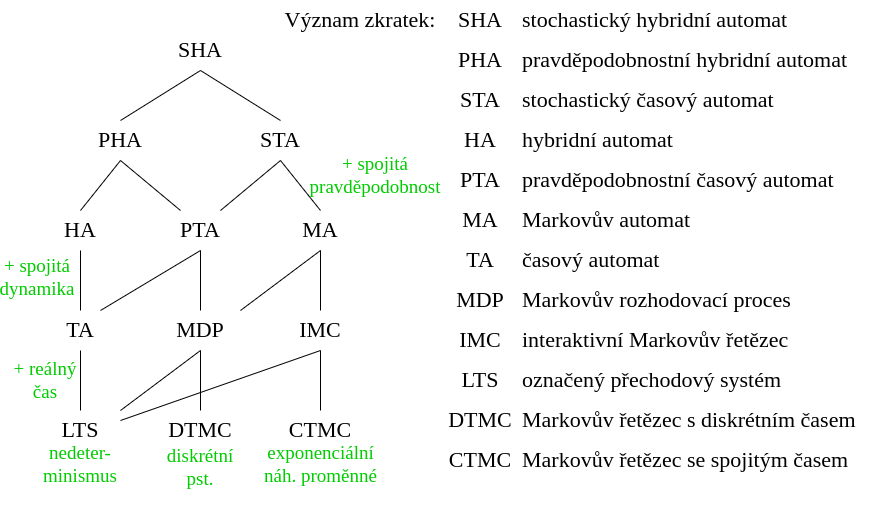 Význam zkratek:
SHA stochastický hybridní automat
PHA pravděpodobnostní hybridní automat
STA stochastický časový automat
HA hybridní automat
PTA pravděpodobnostní časový automat
MA Markovův automat
TA časový automat
MDP Markovův rozhodovací proces
IMC interaktivní Markovův řetězec
LTS označený přechodový systém
DTMC Markovův řetězec s diskrétním časem
CTMC Markovův řetězec se spojitým časem
SHA
PHA STA
+ spojitá
pravděpodobnost
HA PTA MA
+ spojitá
dynamika
TA MDP IMC
+ reálný
čas
LTS DTMC CTMC
nedeter-
minismus
diskrétní
pst.
exponenciální
náh. proměnné